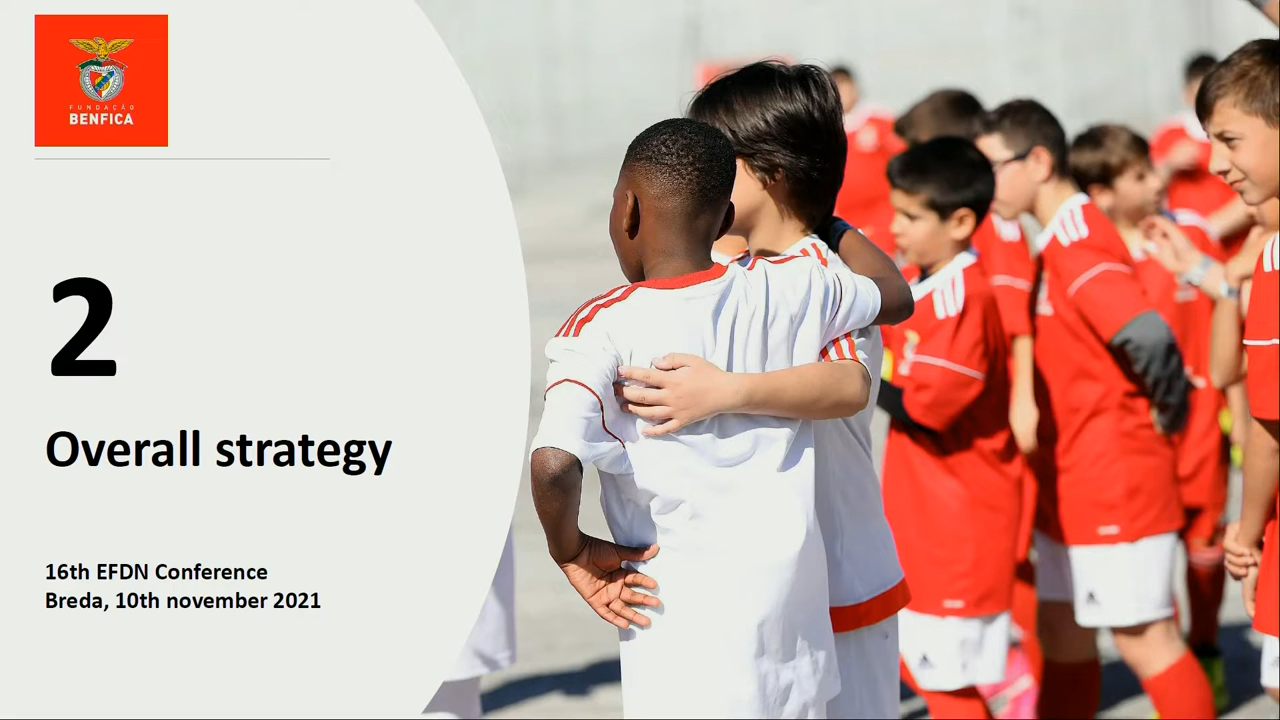 FUNDAÇÃO
BENFICA
2
Overall strategy
16th EFDN Conference
Breda, 10th november 2021